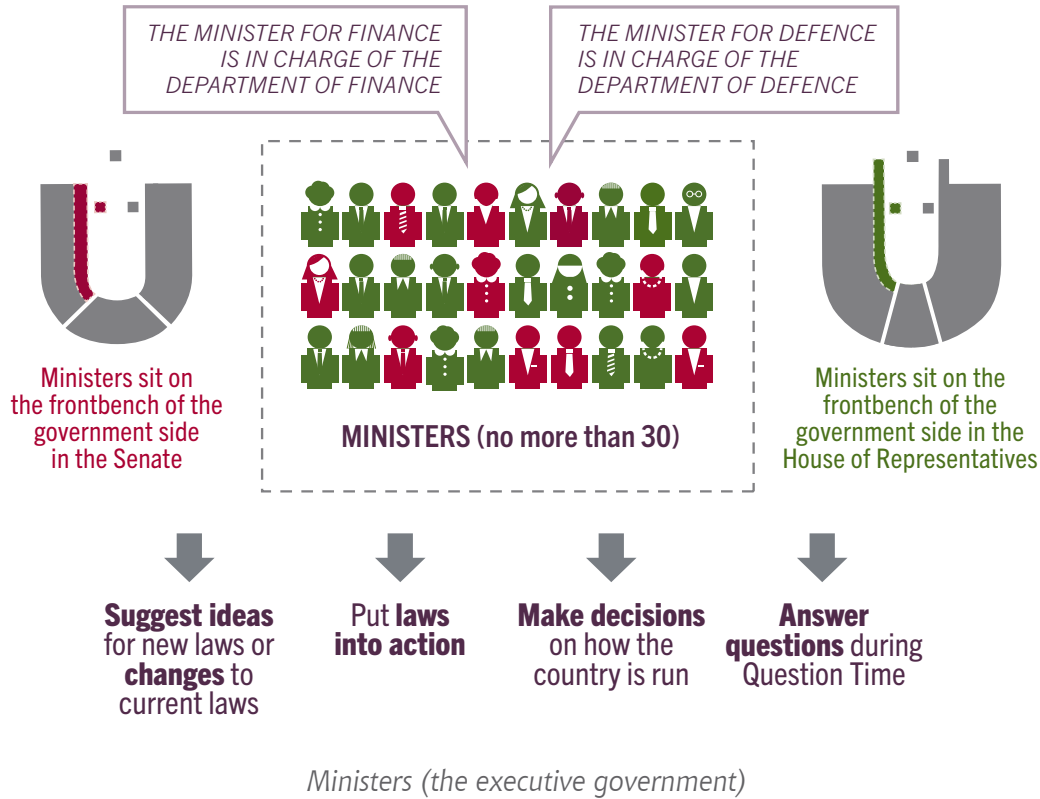 THE MINISTER FOR FINANCE
IS IN CHARGE OF THE
DEPARTMENT OF FINANCE
THE MINISTER FOR DEFENCE
IS IN CHARGE OF THE
DEPARTMENT OF DEFENCE
Ministers sit on
the frontbench of the
government side
in the Senate
MINISTERS (no more than 30)
Ministers sit on the
frontbench of the
government side in the
House of Representatives
Suggest ideas
for new laws or
changes to
current laws
Put laws
into action
Make decisions
on how the
country is run
Answer
questions during
Question Time
Ministers (the executive government)